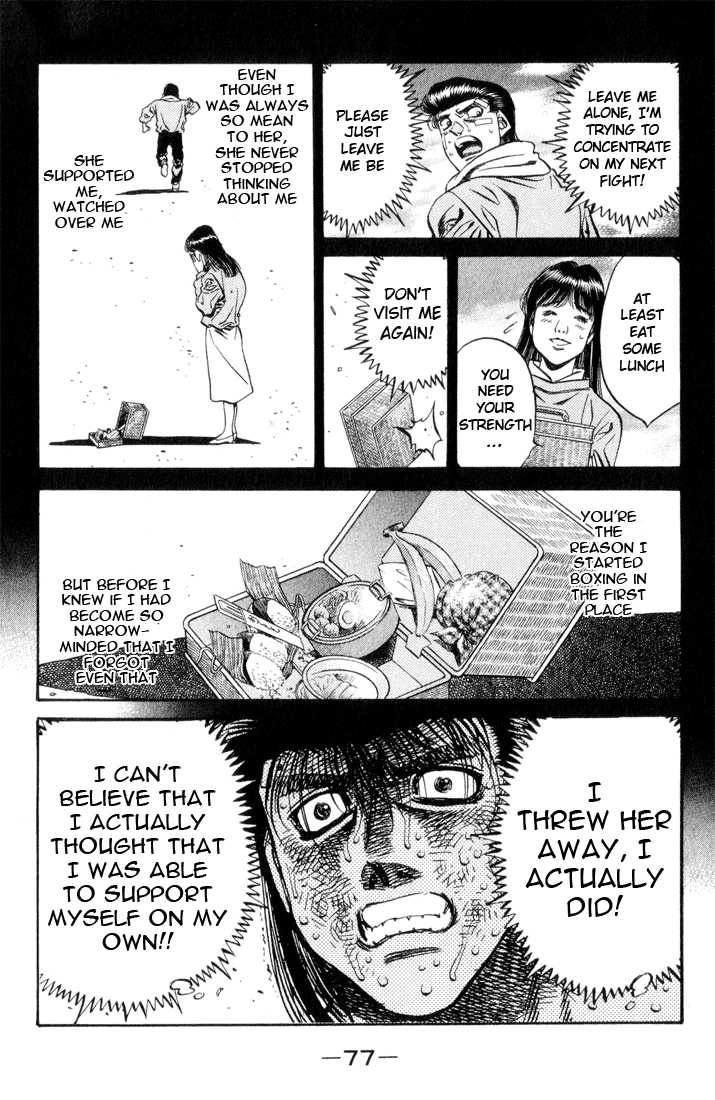 LEAVE ME
ALONE, I'M
TRYING TO
CONCENTRATE
ON MY NEXT
FIGHT!
PLEASE
JUST
LEAVE
ME BE
AT
LEAST
EAT
SOME
LUNCH
YOU
NEED
YOUR
STRENGTH
...
DON'T
VISIT ME
AGAIN!
EVEN
THOUGH I
WAS ALWAYS
SO MEAN
TO HER,
SHE NEVER
STOPPED
THINKING
ABOUT ME
SHE
SUPPORTED
ME,
WATCHED
OVER ME
YOU'RE
THE
REASON I
STARTED
BOXING IN
THE FIRST
PLACE
BUT BEFORE I
KNEW IF I HAD
BECOME SO
NARROW-
MINDED THAT I
FORGOT
EVEN THAT
I
THREW HER
AWAY, I
ACTUALLY
DID!
I CAN'T
BELIEVE THAT
I ACTUALLY
THOUGHT THAT
I WAS ABLE
TO SUPPORT
MYSELF ON MY
OWN!!
—77—